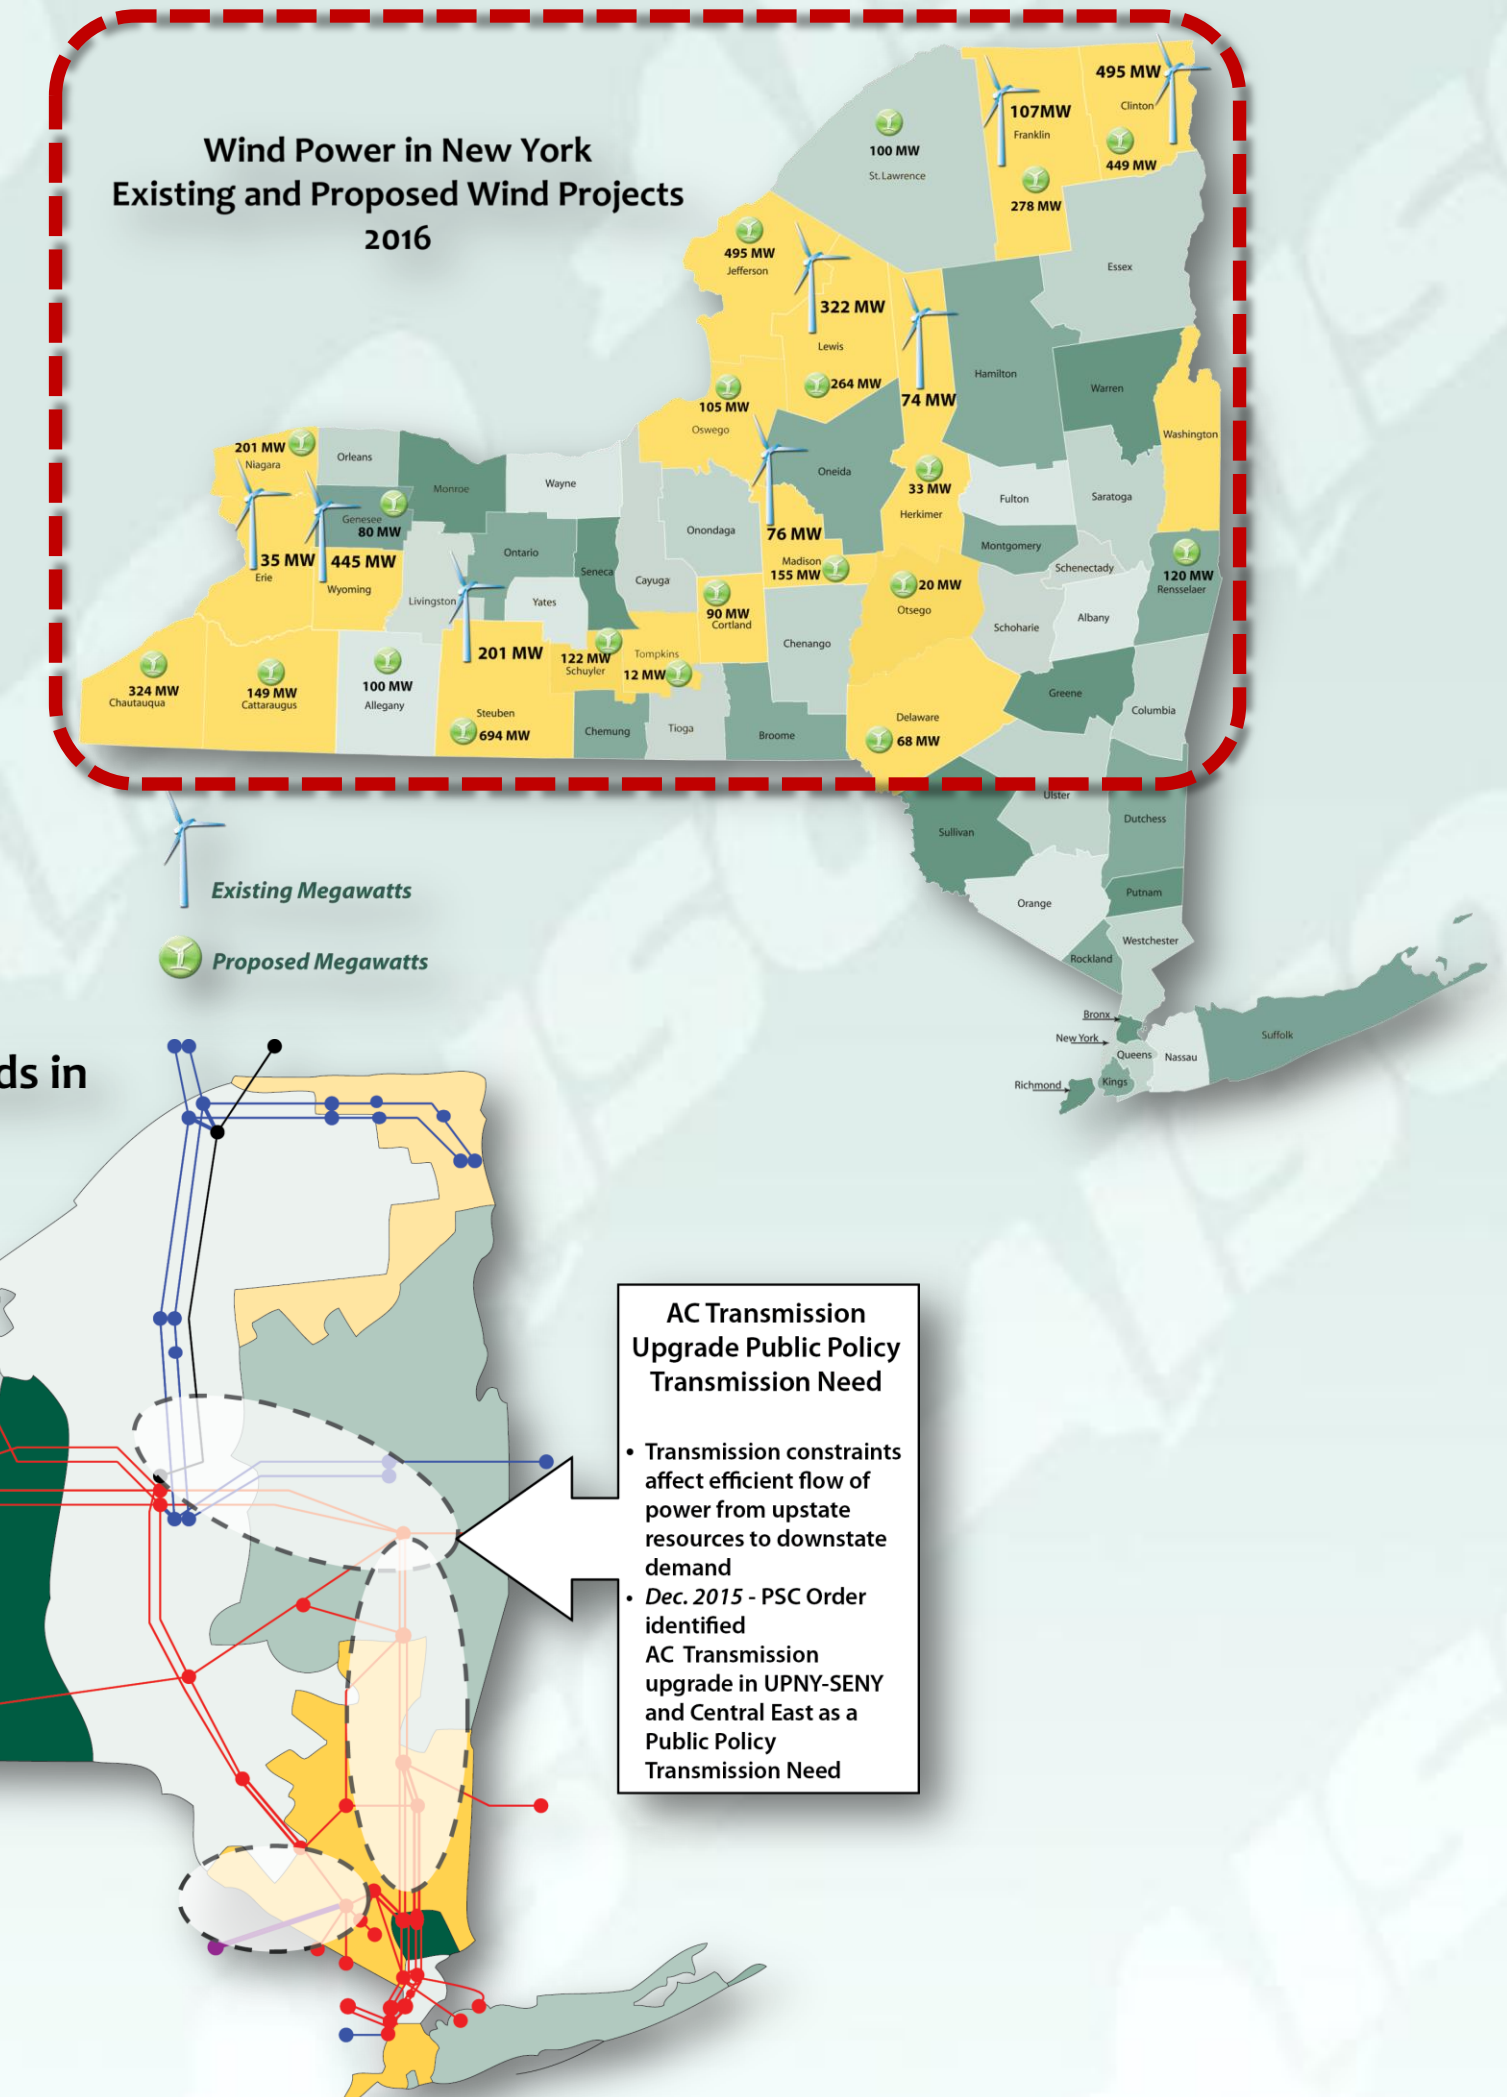 Wind Power in New York
Existing and Proposed Wind Projects
2016
495 MW
Clinton
449 MW
107MW
Franklin
278 MW
100 MW
St. Lawrence
495 MW
Jefferson
322 MW
Lewis
264 MW
74 MW
33 MW
Herkimer
Essex
Hamilton
Warren
Washington
105 MW
Oswego
Oneida
Fulton
Saratoga
201 MW
Niagara
Orleans
Monroe
Wayne
Genesee
80 MW
Onondaga
76 MW
Madison
155 MW
Montgomery
Schenectady
120 MW
Rensselaer
35 MW
Erie
445 MW
Wyoming
Livingston
Ontario
Yates
Seneca
Cayuga
90 MW
Cortland
Chenango
20 MW
Otsego
Schoharie
Albany
324 MW
Chautauqua
149 MW
Cattaraugus
100 MW
Allegany
201 MW
Steuben
694 MW
122 MW
Schuyler
Tompkins
12 MW
Chemung
Tioga
Broome
Delaware
68 MW
Greene
Columbia
Ulster
Sullivan
Dutchess
Orange
Putnam
Westchester
Rockland
Bronx
New York
Queens
Nassau
Suffolk
Richmond
Kings
Existing Megawatts
Proposed Megawatts
ds in
AC Transmission
Upgrade Public Policy
Transmission Need
• Transmission constraints
affect efficient flow of
power from upstate
resources to downstate
demand
• Dec. 2015 - PSC Order
identified
AC Transmission
upgrade in UPNY-SENY
and Central East as a
Public Policy
Transmission Need